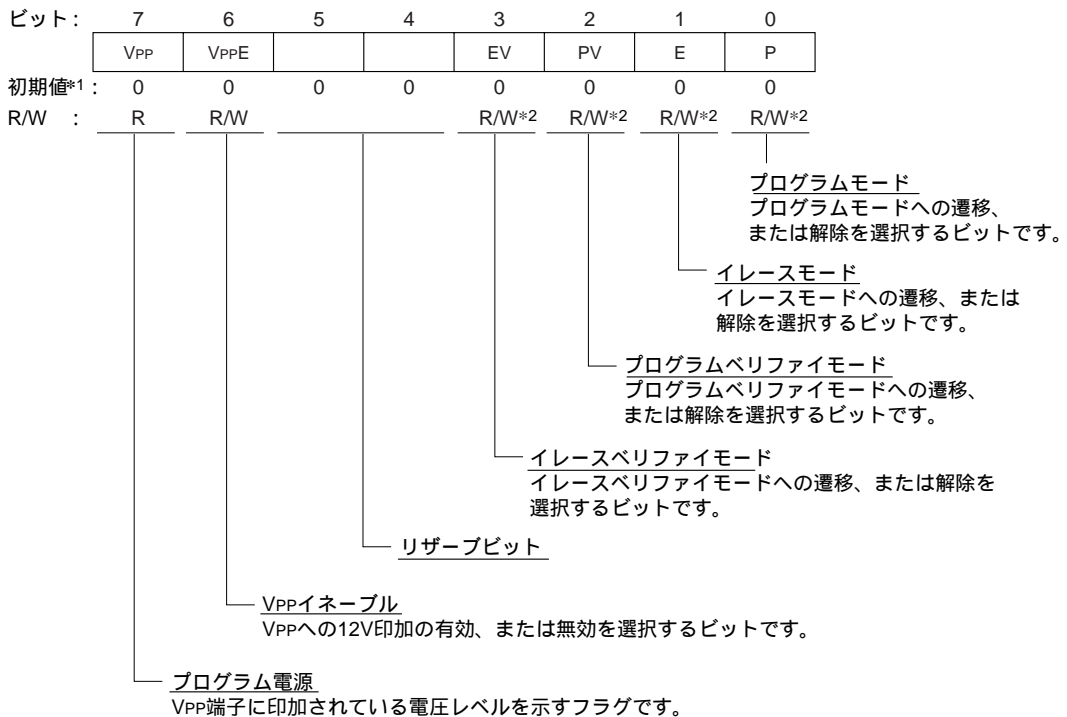 ビット: 7 6 5 4 3 2 1 0
VPP VPPE EV PV E P
初期値*1: 0 0 0 0 0 0 0 0
R/W : R R/W R/W*2 R/W*2 R/W*2 R/W*2
プログラムモード
プログラムモードへの遷移、
または解除を選択するビットです。
イレースモード
イレースモードへの遷移、または
解除を選択するビットです。
プログラムベリファイモード
プログラムベリファイモードへの遷移、
または解除を選択するビットです。
イレースベリファイモード
イレースベリファイモードへの遷移、または解除を
選択するビットです。
リザーブビット
VPPイネーブル
VPPへの12V印加の有効、または無効を選択するビットです。
プログラム電源
VPP端子に印加されている電圧レベルを示すフラグです。